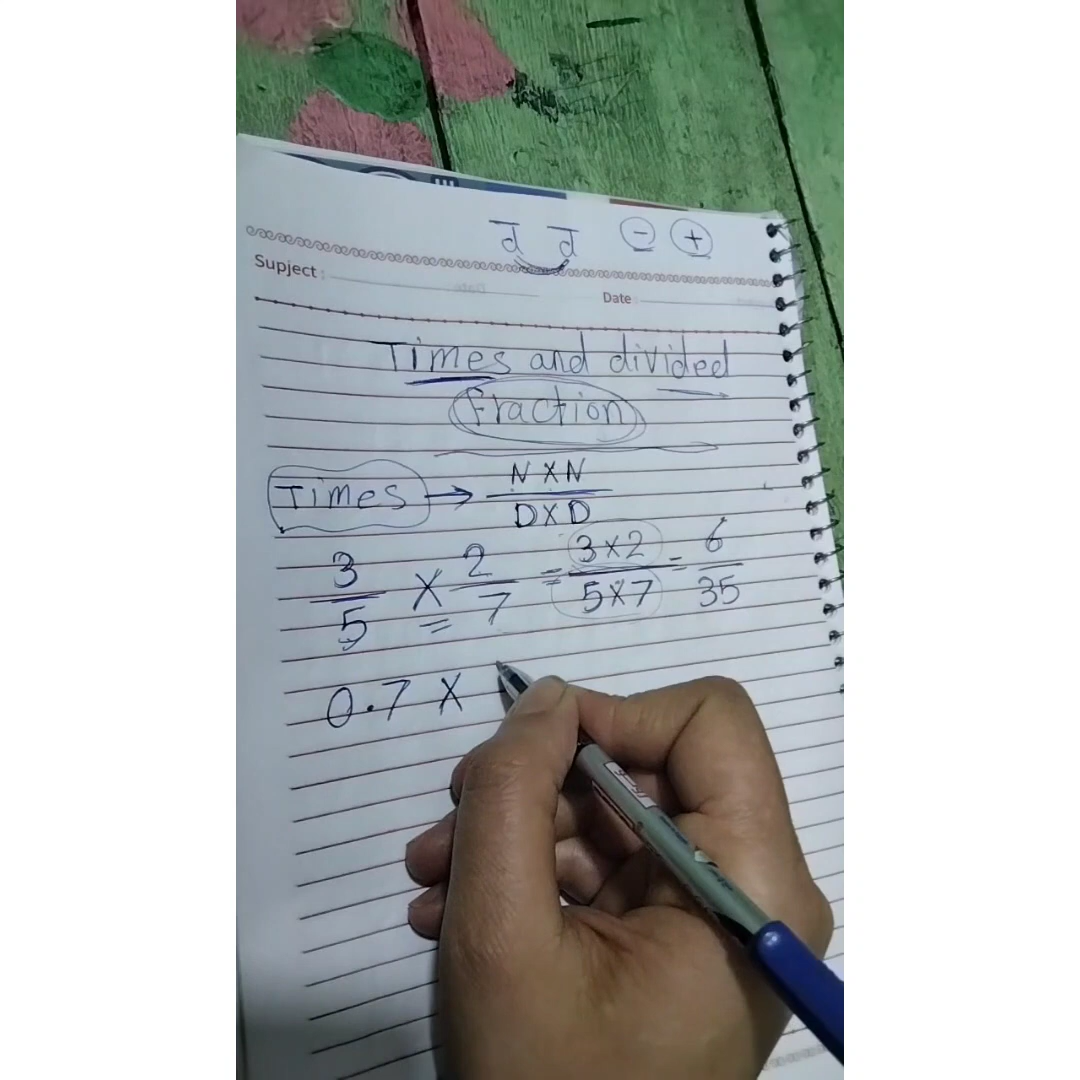 - +
Supject :
Date
Times and divided
fraction
Times → N X N / D X D
3/5 X 2/7 = 3 X 2 / 5 X 7 = 6/35
0.7 X